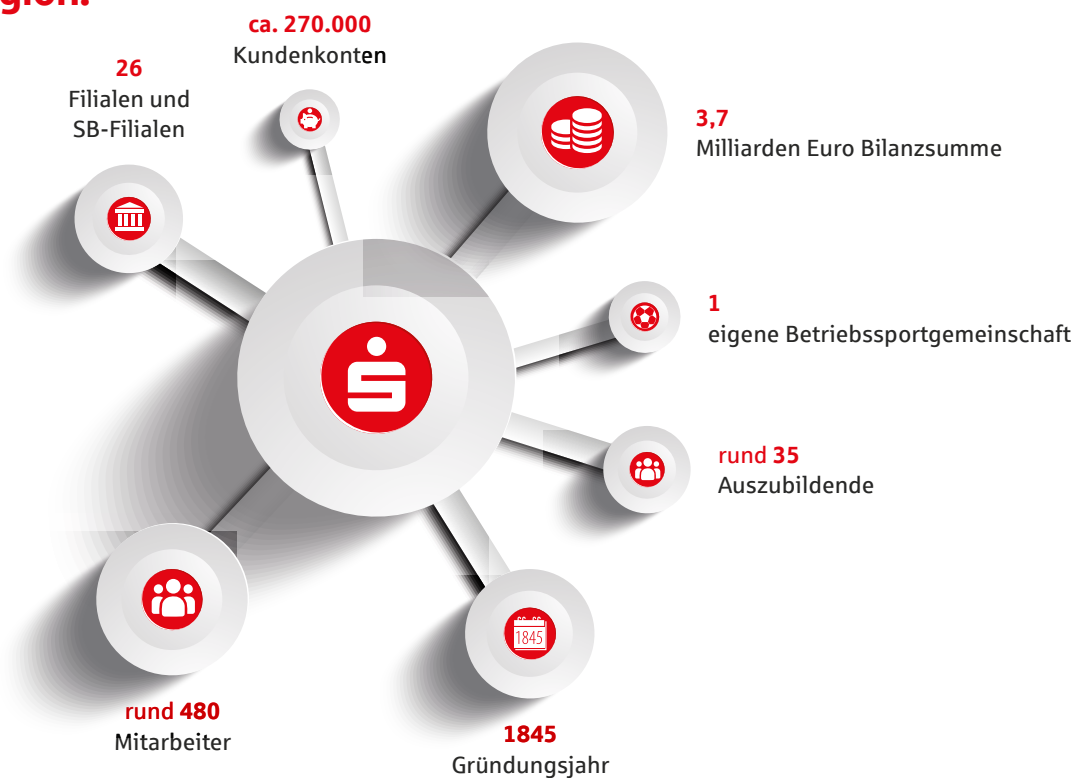 gion.
ca. 270.000
Kundenkonten
26
Filialen und
SB-Filialen
3,7
Milliarden Euro Bilanzsumme
1
eigene Betriebssportgemeinschaft
rund 35
Auszubildende
1845
rund 480
Mitarbeiter
1845
Gründungsjahr